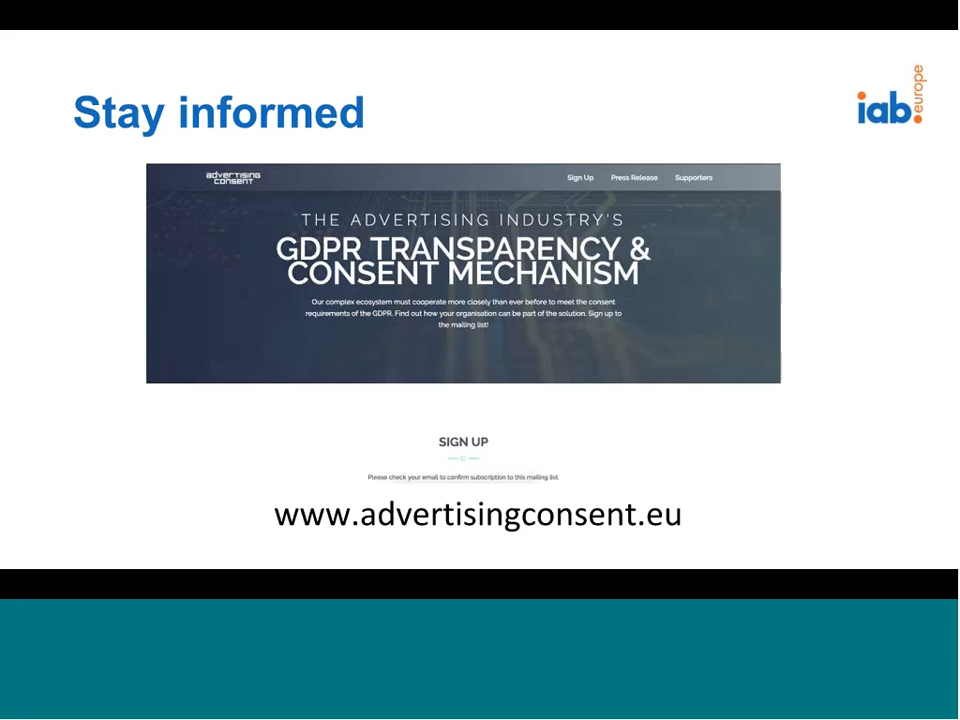 Stay informed
iab europe
advertising
consent
Sign Up Press Release Supporters
THE ADVERTISING INDUSTRY'S
GDPR TRANSPARENCY &
CONSENT MECHANISM
Our complex ecosystem must cooperate more closely than ever before to meet the consent
requirements of the GDPR. Find out how your organisation can be part of the solution. Sign up to
the mailing list!
SIGN UP
Please check your email to confirm subscription to this mailing list
www.advertisingconsent.eu